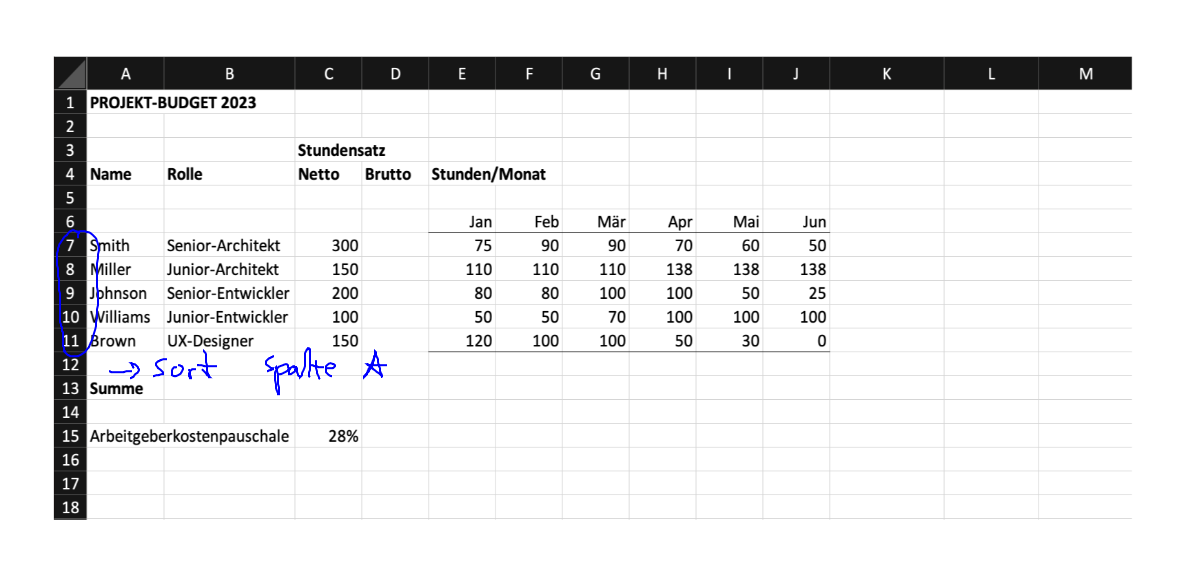 A B C D E F G H I J K L M
1 PROJEKT-BUDGET 2023
2
3 Stundensatz
4 Name Rolle Netto Brutto Stunden/Monat
5
6 Jan Feb Mär Apr Mai Jun
7 Smith Senior-Architekt 300 75 90 90 70 60 50
8 Miller Junior-Architekt 150 110 110 110 138 138 138
9 Johnson Senior-Entwickler 200 80 80 100 100 50 25
10 Williams Junior-Entwickler 100 50 50 70 100 100 100
11 Brown UX-Designer 150 120 100 100 50 30 0
12 → Sort Spalte A
13 Summe
14
15 Arbeitgeberkostenpauschale 28%
16
17
18